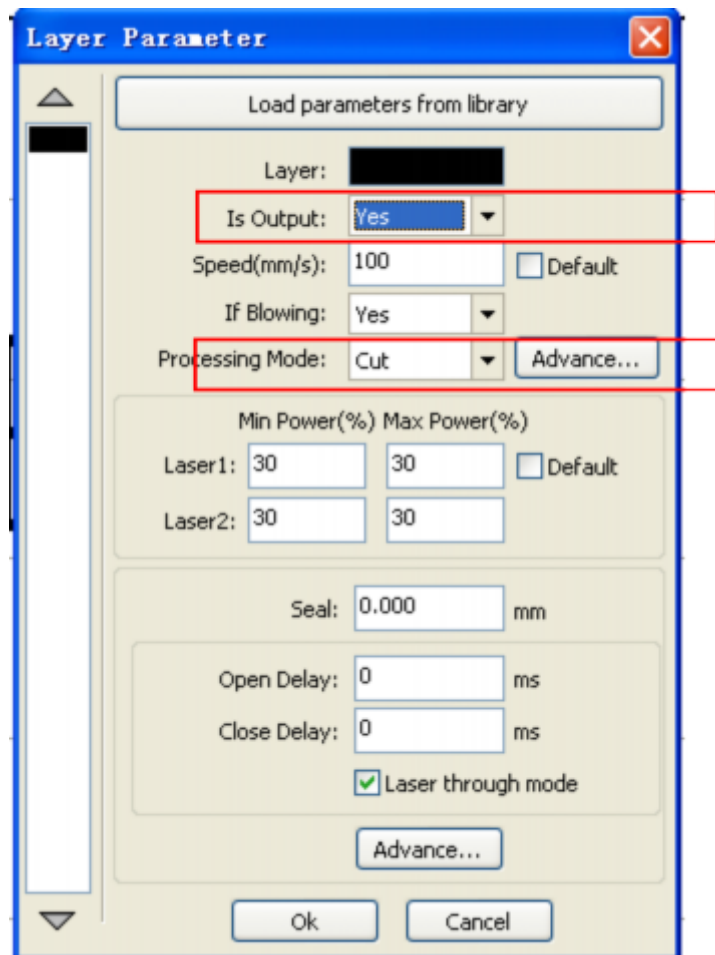 Layer Parameter
Load parameters from library
Layer:
Is Output: Yes
Speed(mm/s): 100 Default
If Blowing: Yes
Processing Mode: Cut Advance...
Min Power(%) Max Power(%)
Laser1: 30 30 Default
Laser2: 30 30
Seal: 0.000 mm
Open Delay: 0 ms
Close Delay: 0 ms
Laser through mode
Advance...
Ok Cancel